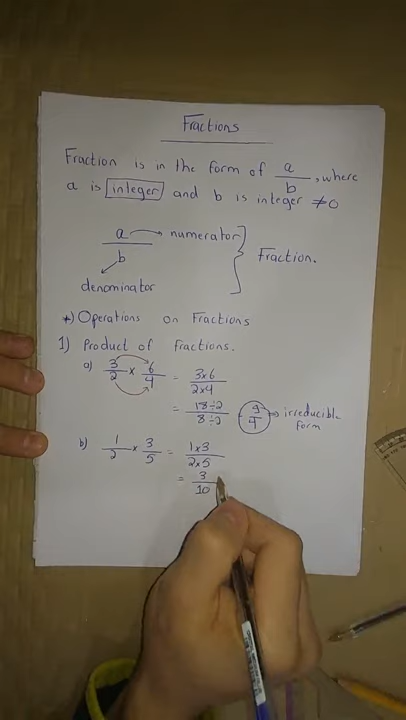 Fractions
Fraction is in the form of a/b, where
a is integer and b is integer ≠0
a → numerator
b
Fraction.
denominator
*) Operations on Fractions
1) Product of Fractions.
a) 3/2 × 6/4 = 3×6/2×4
= 18÷2/8÷2 = 9/4 → irreducible
form
b) 1/2 × 3/5 = 1×3/2×5
= 3/10